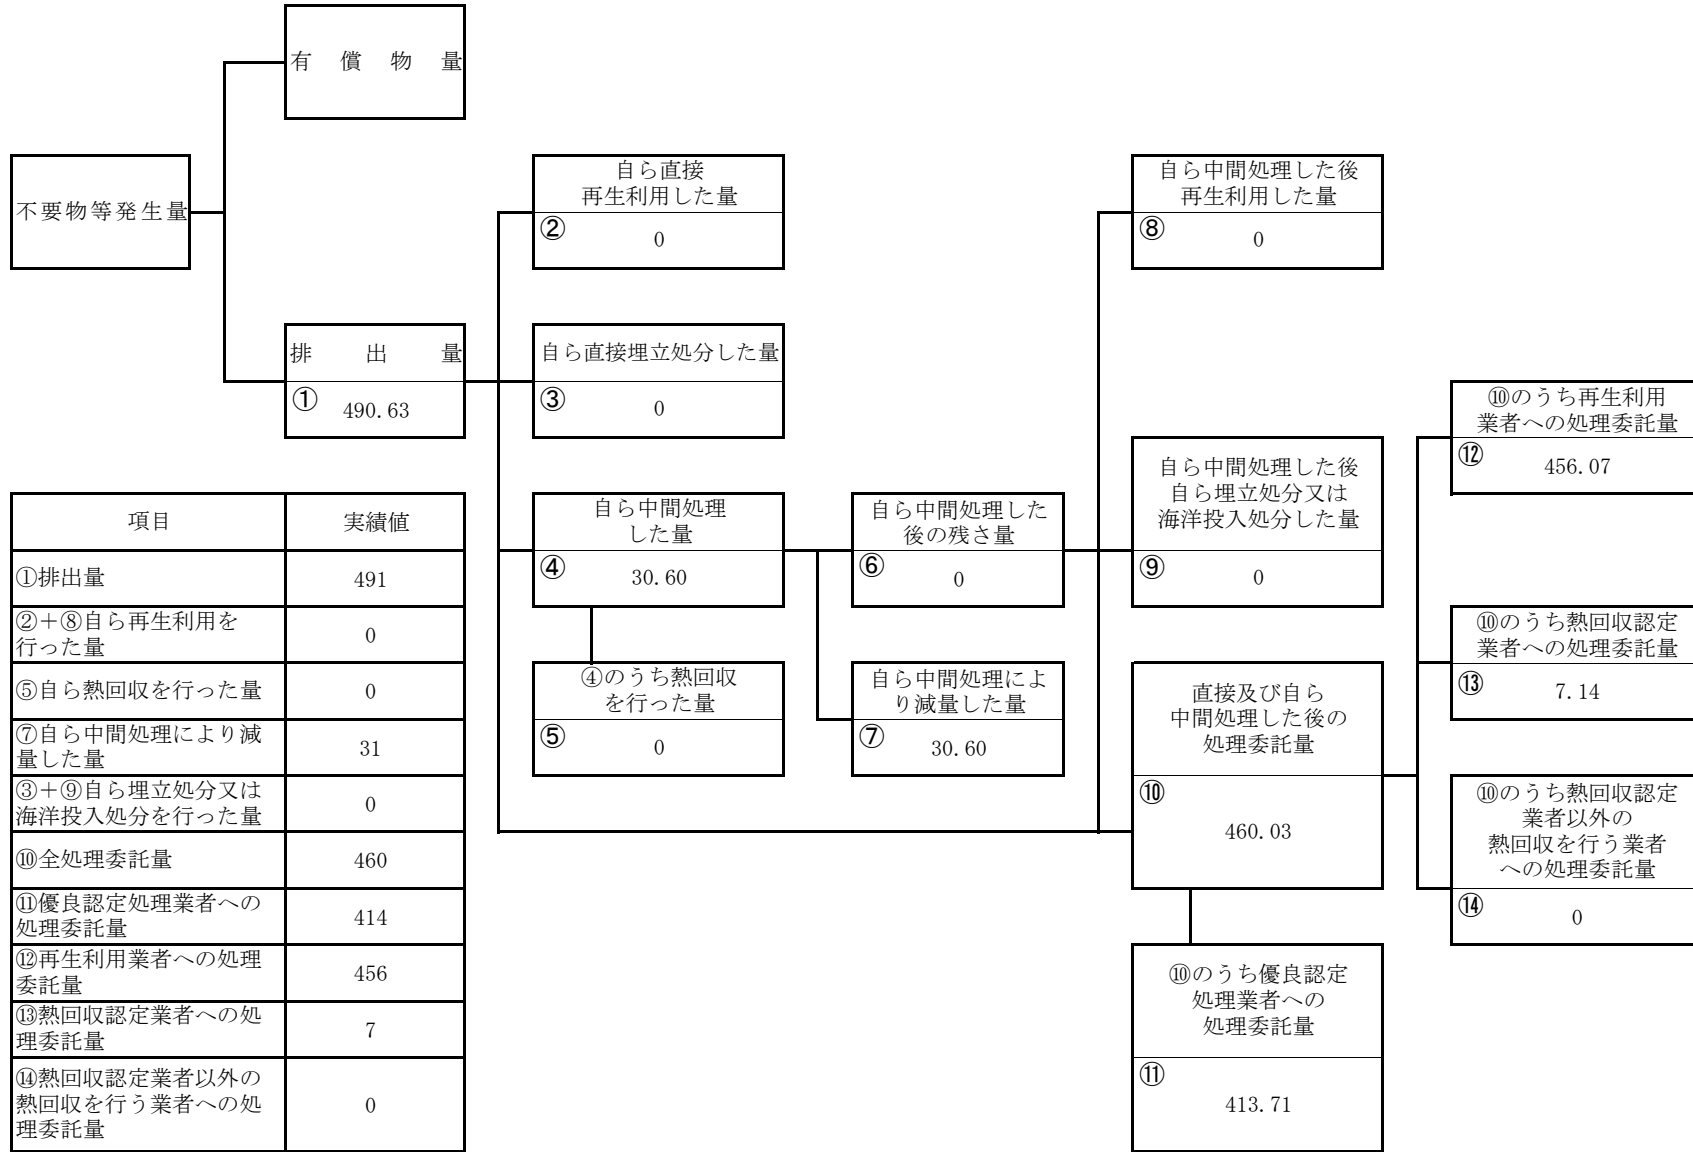 有償物量
不要物等発生量
排出量
① 490.63
自ら直接
再生利用した量
② 0
自ら直接埋立処分した量
③ 0
自ら中間処理
した量
④ 30.60
④のうち熱回収
を行った量
⑤ 0
自ら中間処理した
後の残さ量
⑥ 0
自ら中間処理によ
り減量した量
⑦ 30.60
自ら中間処理した後
再生利用した量
⑧ 0
自ら中間処理した後
自ら埋立処分又は
海洋投入処分した量
⑨ 0
直接及び自ら
中間処理した後の
処理委託量
⑩
460.03
⑩のうち優良認定
処理業者への
処理委託量
⑪
413.71
⑩のうち再生利用
業者への処理委託量
⑫ 456.07
⑩のうち熱回収認定
業者への処理委託量
⑬ 7.14
⑩のうち熱回収認定
業者以外の
熱回収を行う業者
への処理委託量
⑭ 0
項目 実績値
①排出量 491
②＋⑧自ら再生利用を
行った量 0
⑤自ら熱回収を行った量 0
⑦自ら中間処理により減
量した量 31
③＋⑨自ら埋立処分又は
海洋投入処分を行った量 0
⑩全処理委託量 460
⑪優良認定処理業者への
処理委託量 414
⑫再生利用業者への処理
委託量 456
⑬熱回収認定業者への処
理委託量 7
⑭熱回収認定業者以外の
熱回収を行う業者への処
理委託量 0